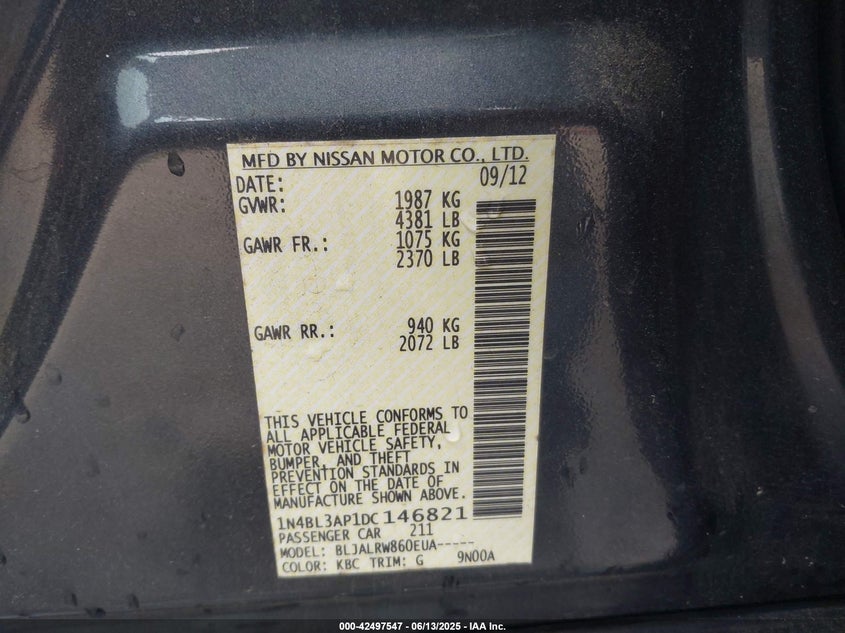 MFD BY NISSAN MOTOR CO., LTD.
DATE: 09/12
GVWR: 1987 KG
4381 LB
GAWR FR.: 1075 KG
2370 LB
GAWR RR.: 940 KG
2072 LB
THIS VEHICLE CONFORMS TO
ALL APPLICABLE FEDERAL
MOTOR VEHICLE SAFETY,
BUMPER, AND THEFT
PREVENTION STANDARDS IN
EFFECT ON THE DATE OF
MANUFACTURE SHOWN ABOVE.
1N4BL3AP1DC146821
PASSENGER CAR 211
MODEL: BLJALRW860EUA-----
COLOR: KBC TRIM: G 9N00A
000-42497547 - 06/13/2025 - IAA Inc.